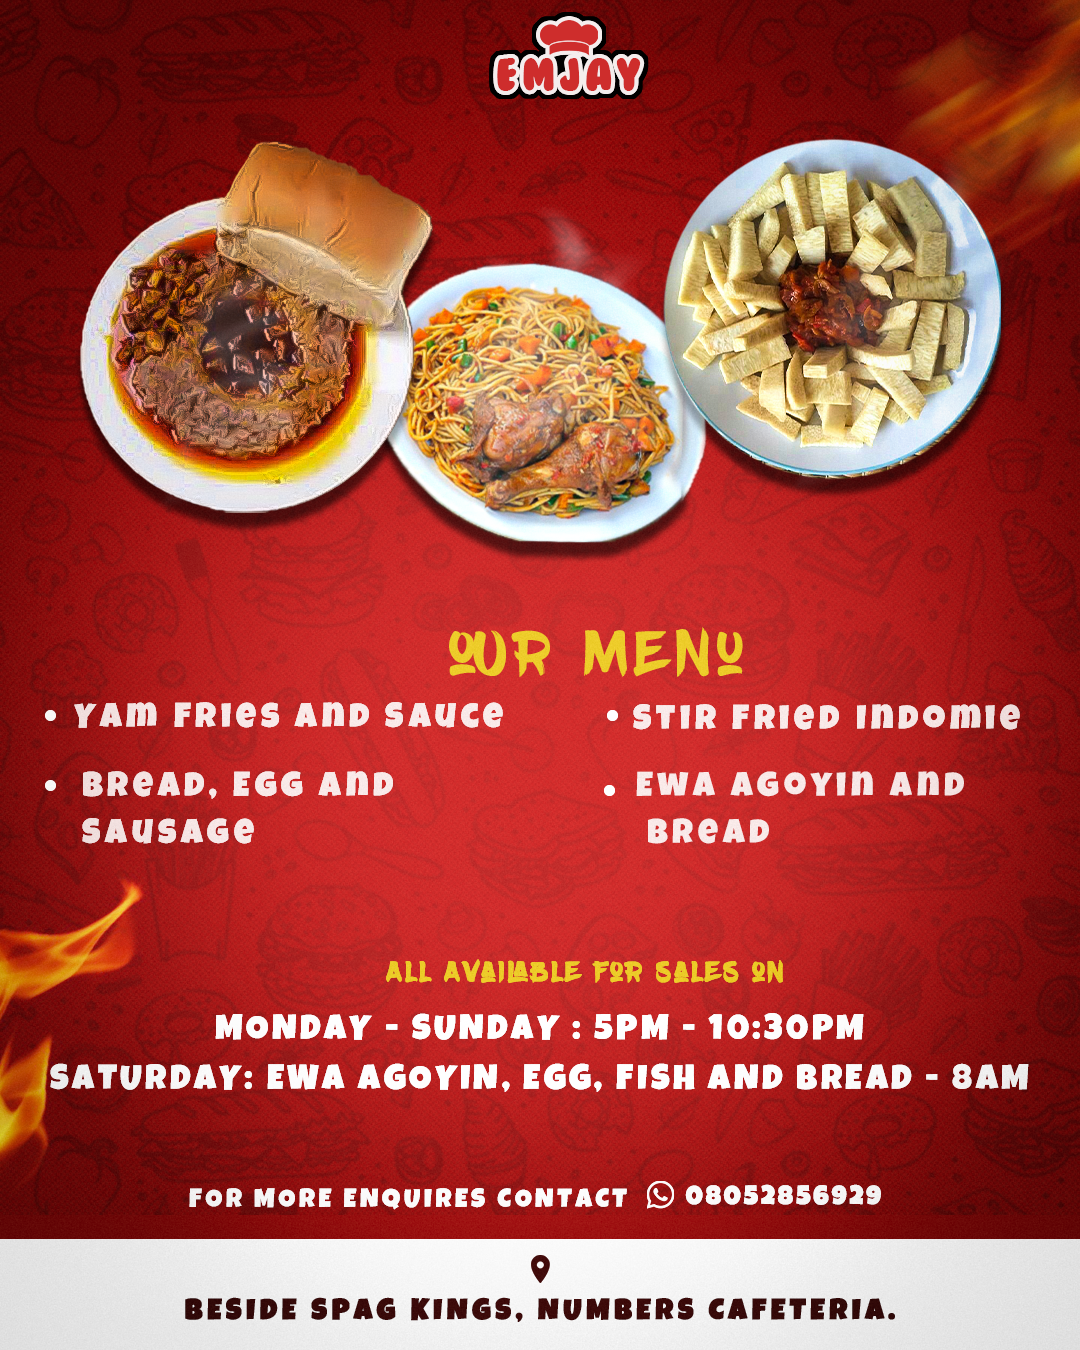 EMJAY
OUR MENU
• YAM FRIES AND SAUCE
• STIR FRIED INDOMIE
• BREAD, EGG AND
SAUSAGE
• EWA AGOYIN AND
BREAD
ALL AVAILABLE FOR SALES ON
MONDAY - SUNDAY : 5PM - 10:30PM
SATURDAY: EWA AGOYIN, EGG, FISH AND BREAD - 8AM
FOR MORE ENQUIRES CONTACT 08052856929
BESIDE SPAG KINGS, NUMBERS CAFETERIA.